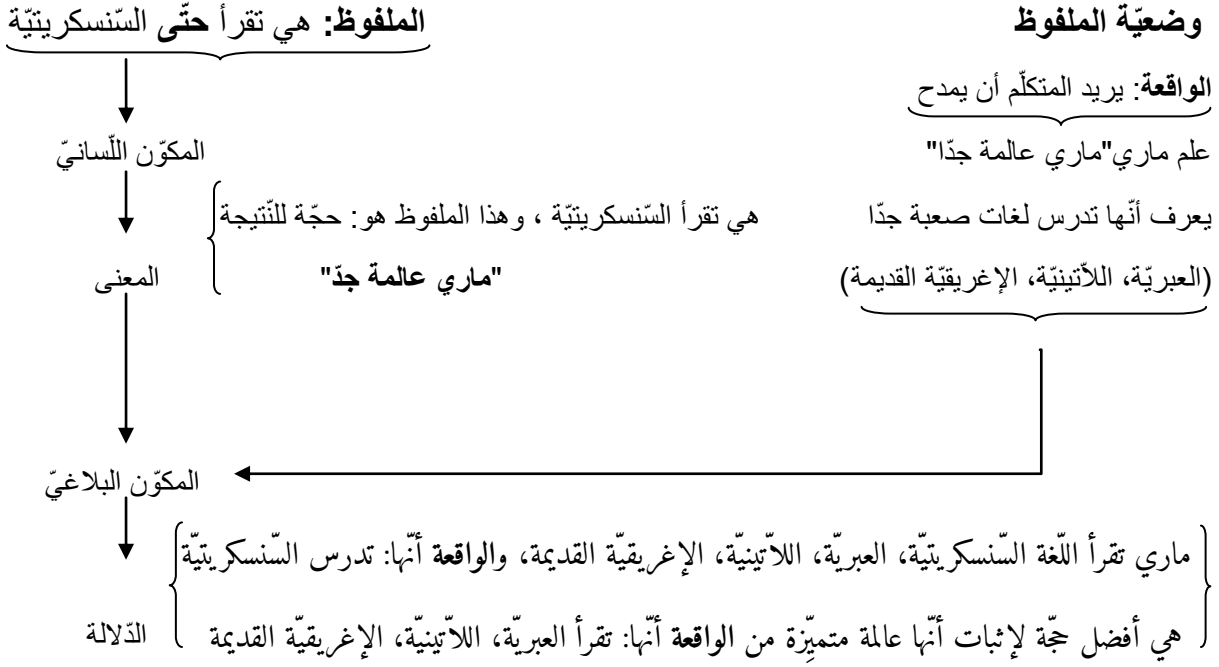 وضعيّة الملفوظ
الملفوظ: هي تقرأ حتّى السّنسكريتيّة
الواقعة: يريد المتكلّم أن يمدح
علم ماري"ماري عالمة جدّا"
المكوّن اللّسانيّ
يعرف أنّها تدرس لغات صعبة جدّا
هي تقرأ السّنسكريتيّة ، وهذا الملفوظ هو: حجّة للنّتيجة
(العبريّة، اللاّتينيّة، الإغريقيّة القديمة)
"ماري عالمة جدّ"
المعنى
المكوّن البلاغيّ
ماري تقرأ اللّغة السّنسكريتيّة، العبريّة، اللاّتينيّة، الإغريقيّة القديمة، والواقعة أنّها: تدرس السّنسكريتيّة
هي أفضل حجّة لإثبات أنّها عالمة متميِّزة من الواقعة أنّها: تقرأ العبريّة، اللاّتينيّة، الإغريقيّة القديمة
الدّلالة